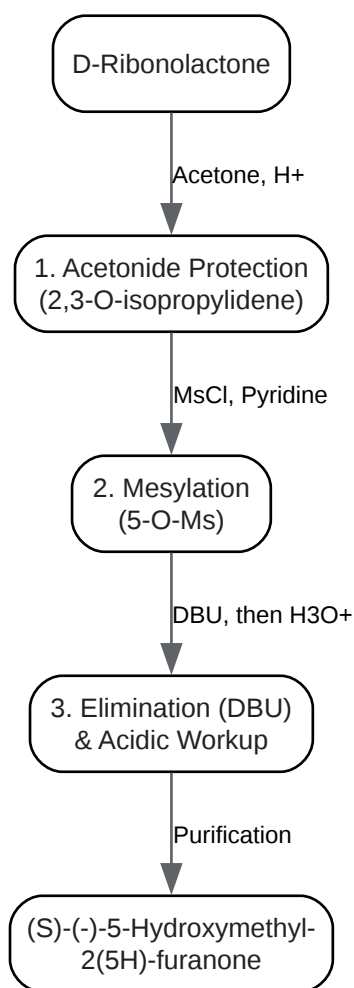 D-Ribonolactone
Acetone, H+
1. Acetonide Protection
(2,3-O-isopropylidene)
MsCl, Pyridine
2. Mesylation
(5-O-Ms)
DBU, then H3O+
3. Elimination (DBU)
& Acidic Workup
Purification
(S)-(-)-5-Hydroxymethyl-
2(5H)-furanone